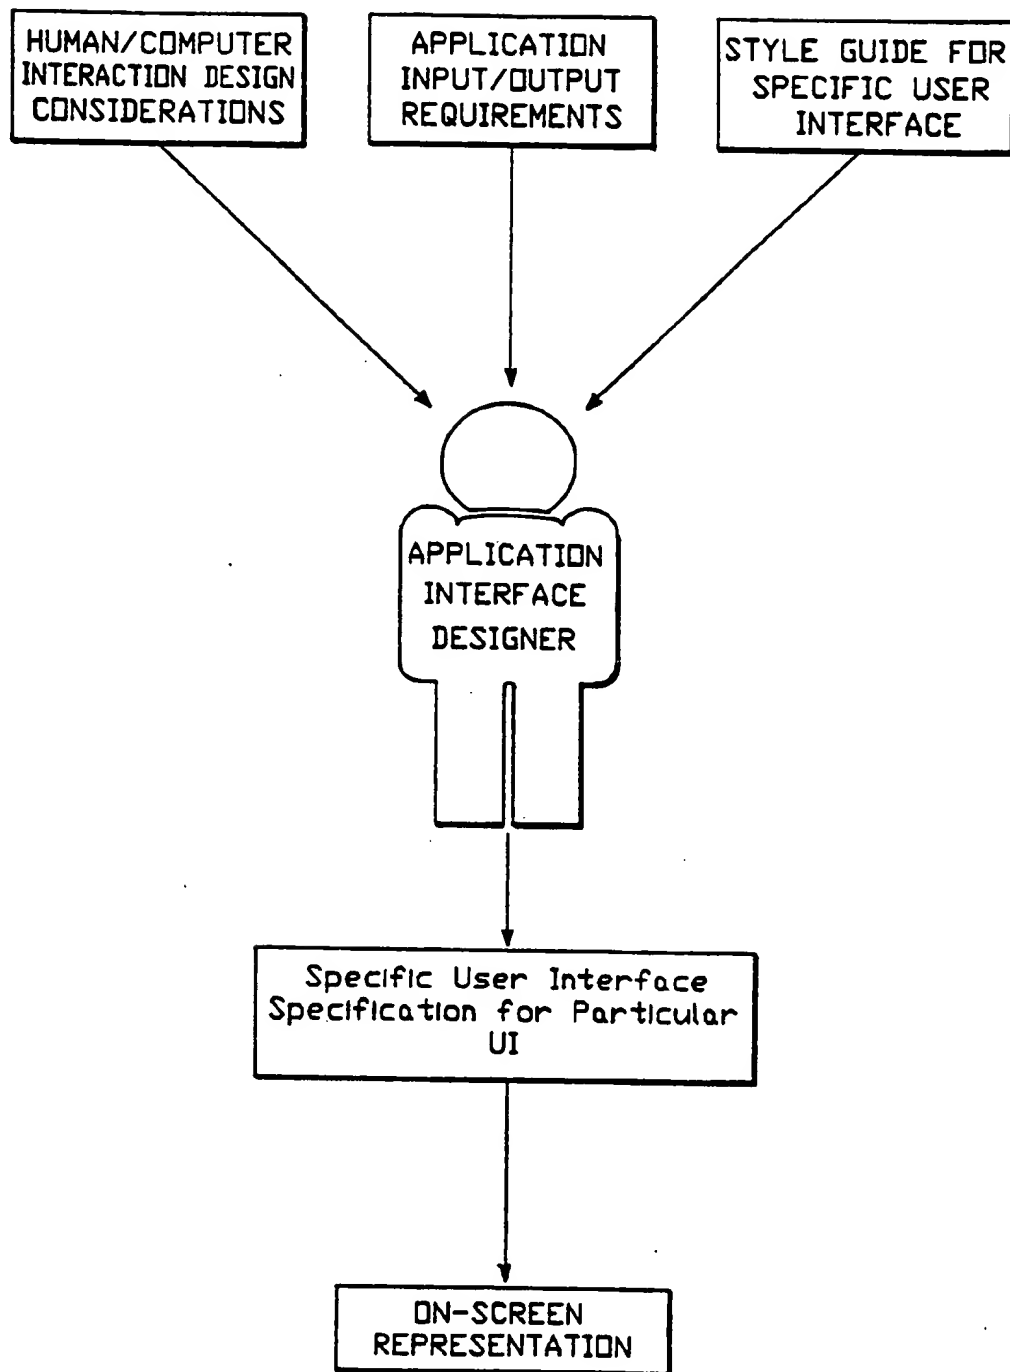 HUMAN/COMPUTER
INTERACTION DESIGN
CONSIDERATIONS
APPLICATION
INPUT/OUTPUT
REQUIREMENTS
STYLE GUIDE FOR
SPECIFIC USER
INTERFACE
APPLICATION
INTERFACE
DESIGNER
Specific User Interface
Specification for Particular
UI
ON-SCREEN
REPRESENTATION